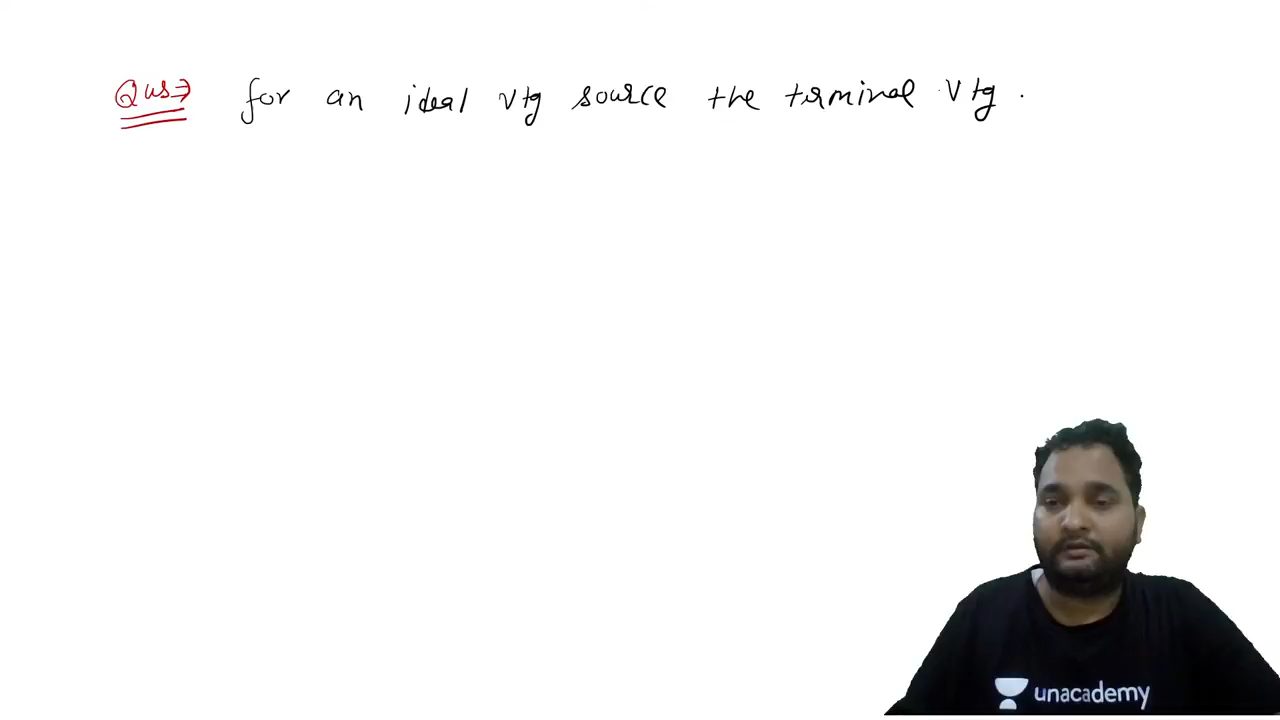 Qus→ for an ideal vtg source the terminal vtg.
unacademy